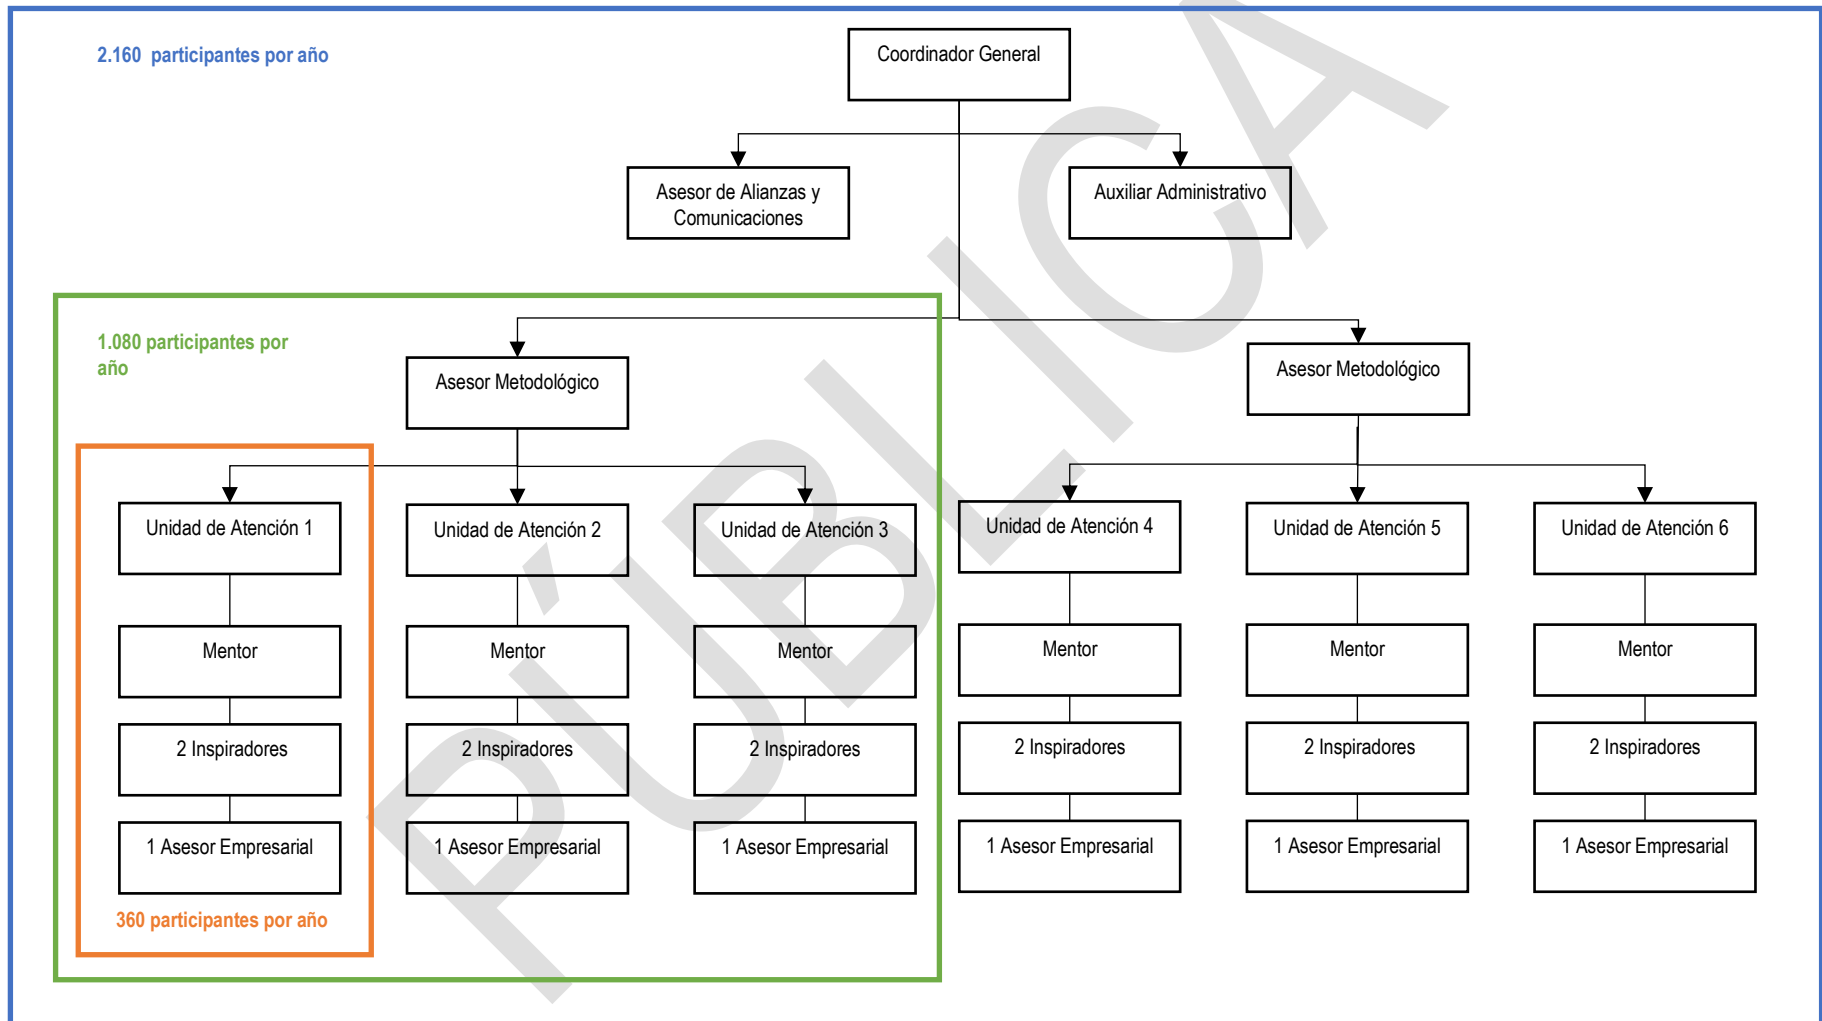 2.160 participantes por año
Coordinador General
Asesor de Alianzas y
Comunicaciones
Auxiliar Administrativo
1.080 participantes por
año
Asesor Metodológico
Asesor Metodológico
Unidad de Atención 1
Unidad de Atención 2
Unidad de Atención 3
Unidad de Atención 4
Unidad de Atención 5
Unidad de Atención 6
Mentor
Mentor
Mentor
Mentor
Mentor
Mentor
2 Inspiradores
2 Inspiradores
2 Inspiradores
2 Inspiradores
2 Inspiradores
2 Inspiradores
1 Asesor Empresarial
1 Asesor Empresarial
1 Asesor Empresarial
1 Asesor Empresarial
1 Asesor Empresarial
1 Asesor Empresarial
360 participantes por año
PÚBLICA